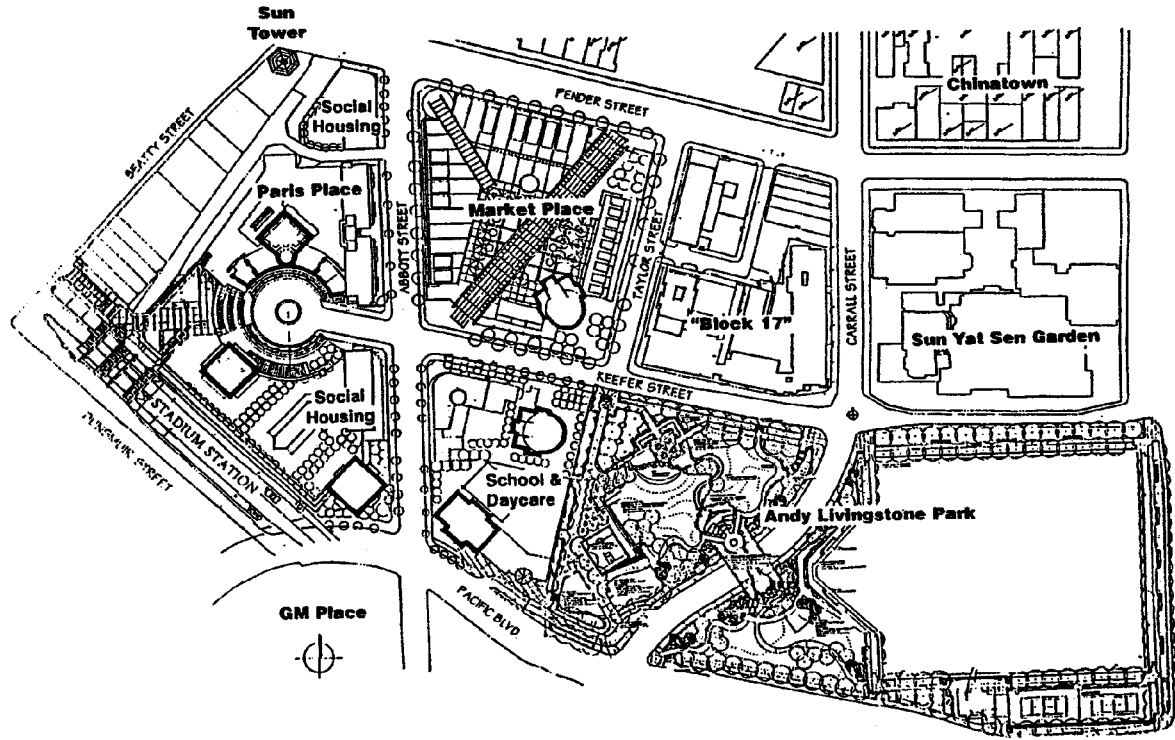 Sun
Tower
Chinatown
PENDER STREET
Social
Housing
BEATTY STREET
Paris Place
Market Place
ABBOTT STREET
TAYLOR STREET
CARRALL STREET
"Block 17"
Sun Yat Sen Garden
KEEFER STREET
Social
Housing
STADIUM STATION
DUNSMUIR STREET
School &
Daycare
Andy Livingstone Park
GM Place
PACIFIC BLVD.